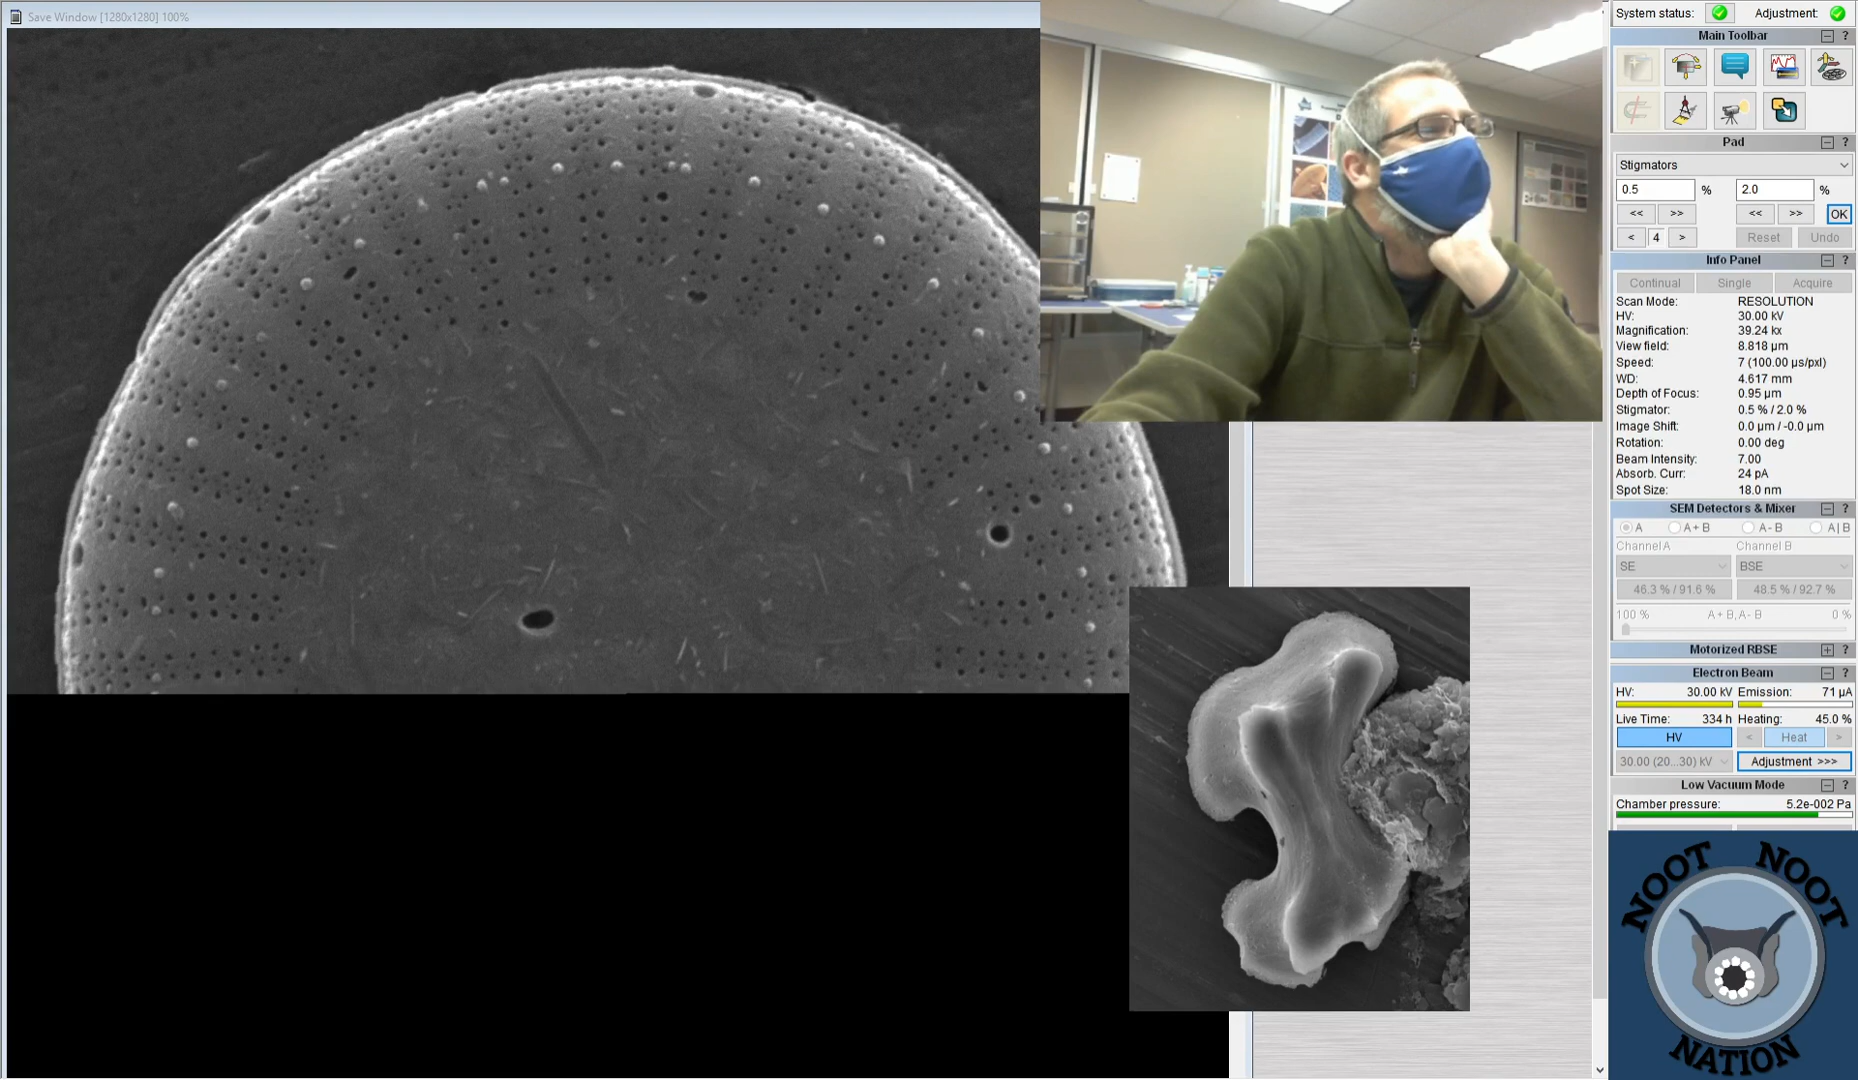 Save Window [1280x1280] 100%
System status:
Adjustment:
Main Toolbar
?
Pad
?
Stigmators
0.5 % 2.0 %
<< >> << >> OK
< 4 > Reset Undo
Info Panel
?
Continual Single Acquire
Scan Mode: RESOLUTION
HV: 30.00 kV
Magnification: 39.24 kx
View field: 8.818 µm
Speed: 7 (100.00 µs/pxl)
WD: 4.617 mm
Depth of Focus: 0.95 µm
Stigmator: 0.5 % / 2.0 %
Image Shift: 0.0 µm / -0.0 µm
Rotation: 0.00 deg
Beam Intensity: 7.00
Absorb. Curr: 24 pA
Spot Size: 18.0 nm
SEM Detectors & Mixer
?
A A + B A - B A | B
Channel A Channel B
SE BSE
46.3 % / 91.6 % 48.5 % / 92.7 %
100 % A + B, A - B 0 %
Motorized RBSE
?
Electron Beam
?
HV: 30.00 kV Emission: 71 µA
Live Time: 334 h Heating: 45.0 %
HV < Heat >
30.00 (20...30) kV Adjustment >>>
Low Vacuum Mode
?
Chamber pressure: 5.2e-002 Pa
NOOT NOOT
NATION